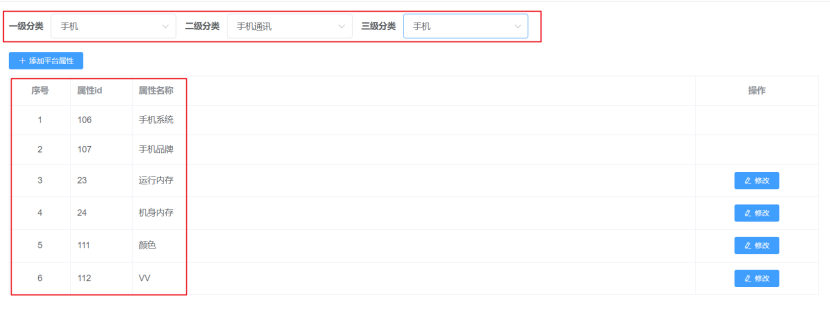 一级分类 手机 二级分类 手机通讯 三级分类 手机
+ 添加平台属性
序号 属性id 属性名称 操作
1 106 手机系统
2 107 手机品牌
3 23 运行内存 修改
4 24 机身内存 修改
5 111 颜色 修改
6 112 VV 修改